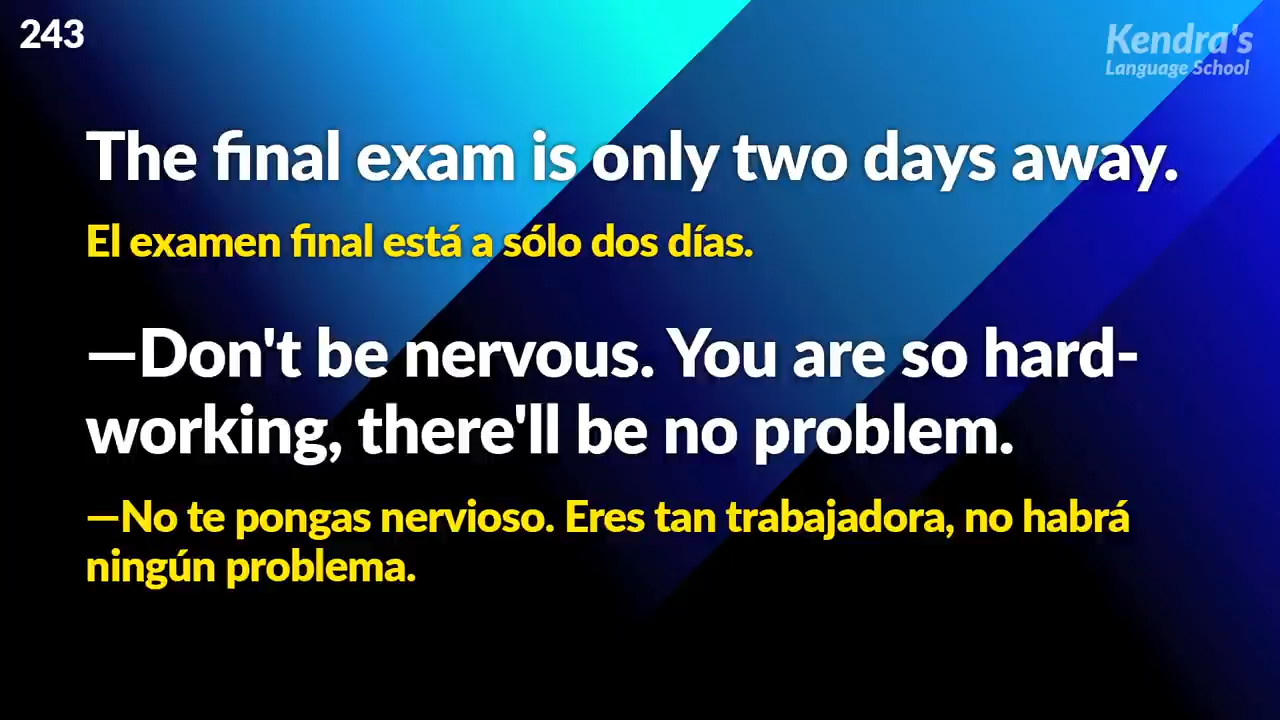 243
Kendra's
Language School
The final exam is only two days away.
El examen final está a sólo dos días.
—Don't be nervous. You are so hard-
working, there'll be no problem.
—No te pongas nervioso. Eres tan trabajadora, no habrá
ningún problema.